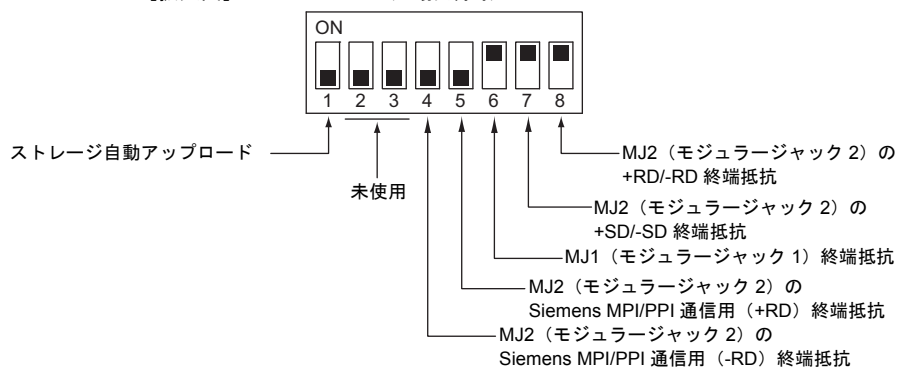 ON
1 2 3 4 5 6 7 8
ストレージ自動アップロード
未使用
MJ2（モジュラージャック 2）の
+RD/-RD 終端抵抗
MJ2（モジュラージャック 2）の
+SD/-SD 終端抵抗
MJ1（モジュラージャック 1）終端抵抗
MJ2（モジュラージャック 2）の
Siemens MPI/PPI 通信用（+RD）終端抵抗
MJ2（モジュラージャック 2）の
Siemens MPI/PPI 通信用（-RD）終端抵抗